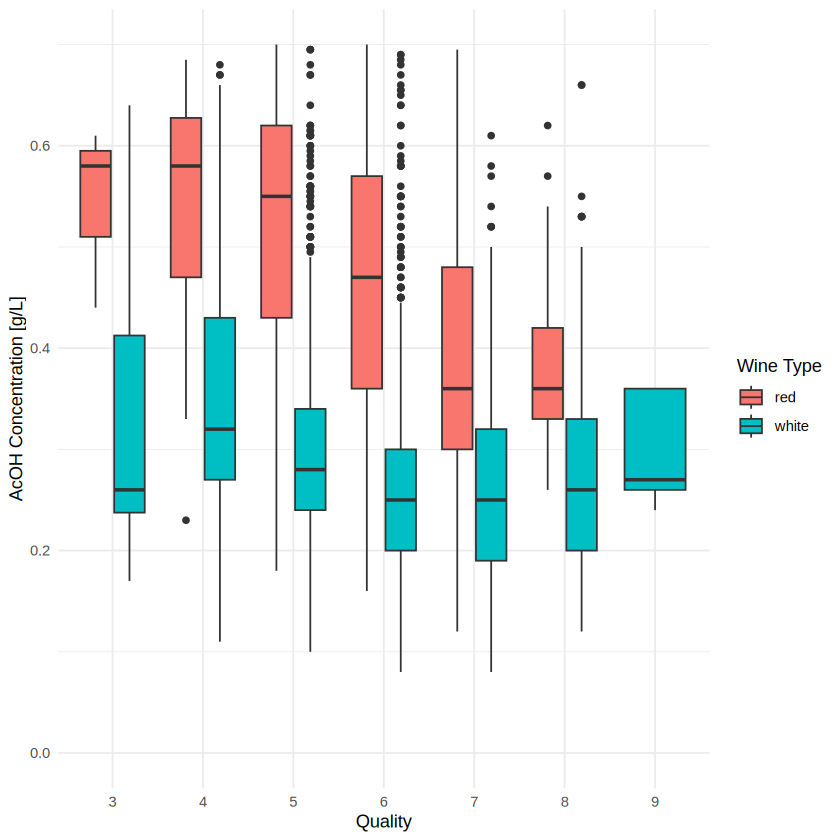 0.6
0.4
0.2
0.0
AcOH Concentration [g/L]
3 4 5 6 7 8 9
Quality
Wine Type
red
white